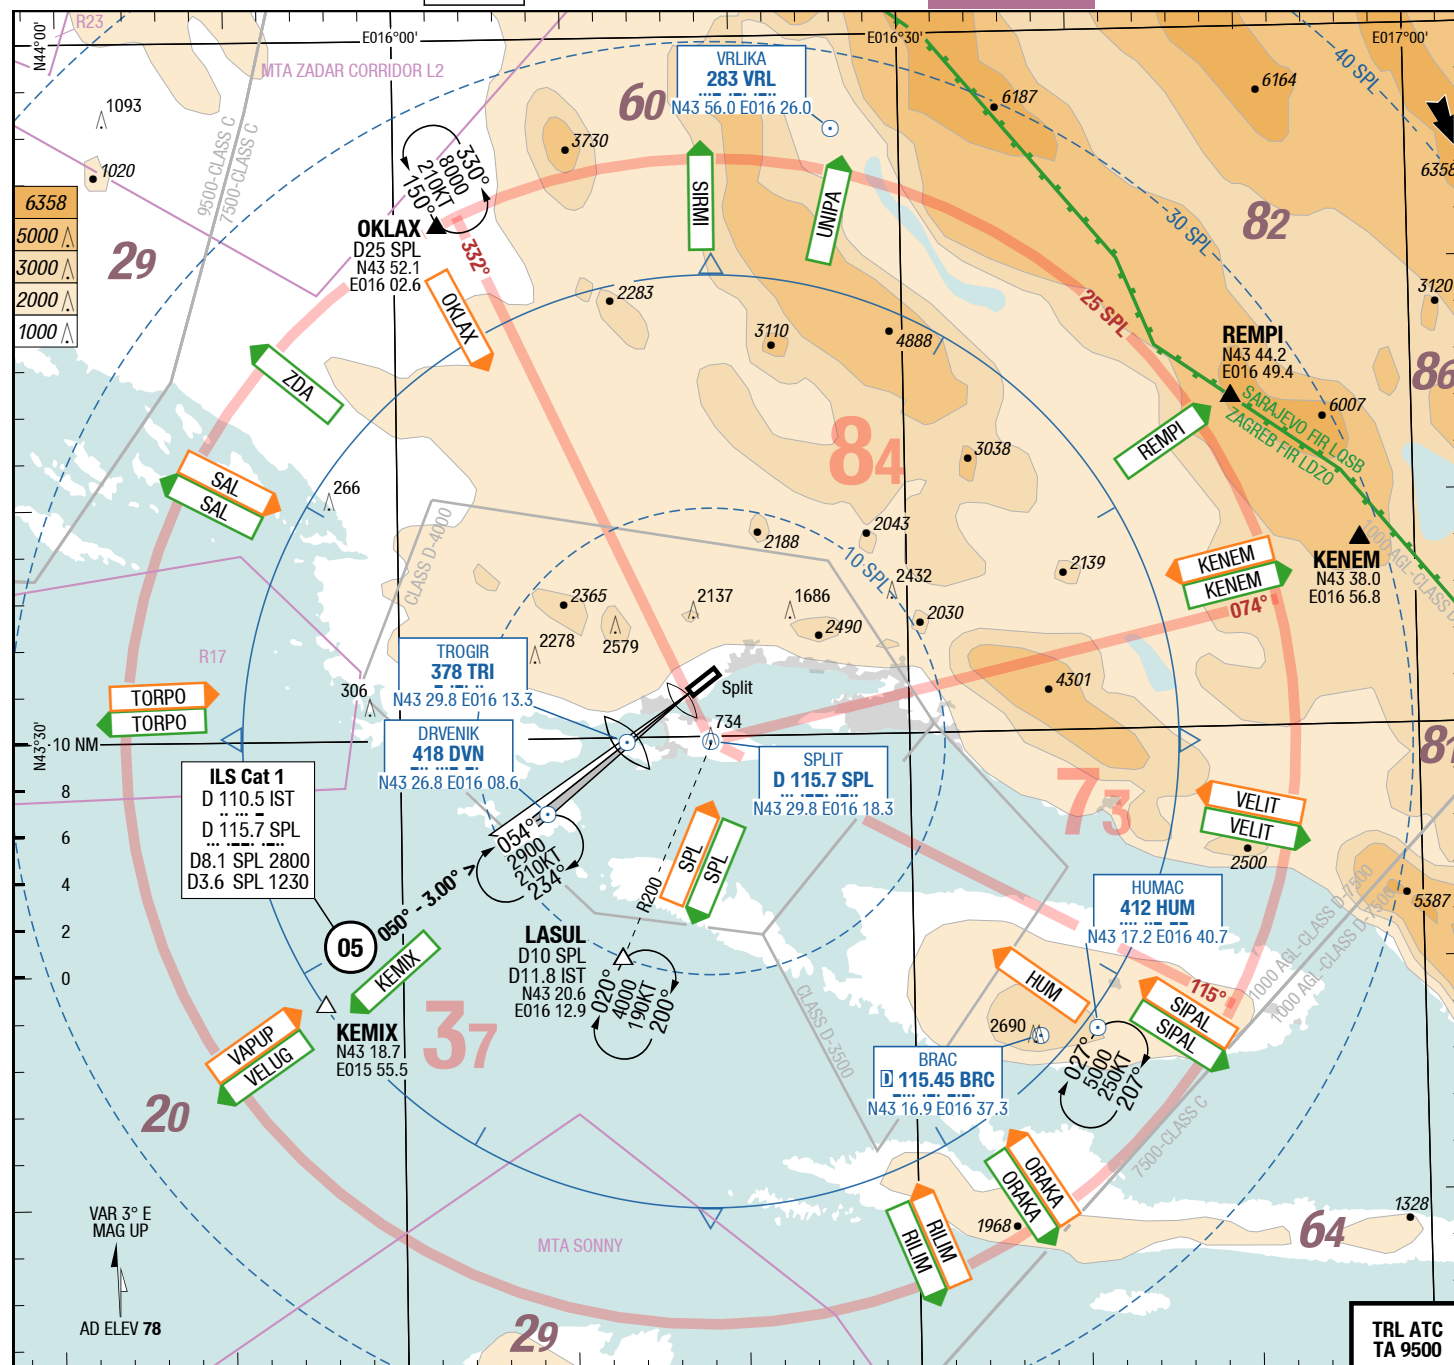 R23
N44°00'
E016°00'
E016°30'
E017°00'
MTA ZADAR CORRIDOR L2
9500-CLASS C
7500-CLASS C
1093
1020
60
VRLIKA
283 VRL
N43 56.0 E016 26.0
3730
6187
6164
40 SPL
6358
6358
5000
3000
2000
1000
29
330°
8000
210KT
150°
OKLAX
D25 SPL
N43 52.1
E016 02.6
332°
OKLAX
SIRMI
UNIPA
82
30 SPL
25 SPL
3120
2283
3110
4888
REMPI
N43 44.2
E016 49.4
86
6007
SARAJEVO FIR LQSB
ZAGREB FIR LDZO
ZDA
REMPI
84
3038
SAL
SAL
266
CLASS D-4000
2188
2043
10 SPL
2139
2432
1000 AGL-CLASS D
KENEM
N43 38.0
E016 56.8
KENEM
KENEM
074°
2365
2278
2579
2137
1686
2490
2030
R17
306
TROGIR
378 TRI
N43 29.8 E016 13.3
Split
4301
TORPO
TORPO
N43°30'
10 NM
8
6
4
2
0
DRVENIK
418 DVN
N43 26.8 E016 08.6
734
SPLIT
D 115.7 SPL
N43 29.8 E016 18.3
81
ILS Cat 1
D 110.5 IST
D 115.7 SPL
D8.1 SPL 2800
D3.6 SPL 1230
73
VELIT
VELIT
2500
054°
2900
210KT
234°
SPL
SPL
R200
5387
05
050° - 3.00° >
HUMAC
412 HUM
N43 17.2 E016 40.7
1000 AGL-CLASS D-7500
1000 AGL-CLASS D-1500
KEMIX
LASUL
D10 SPL
D11.8 IST
N43 20.6
E016 12.9
020°
4000
190KT
200°
CLASS D-3500
HUM
115°
SIPAL
SIPAL
2690
KEMIX
N43 18.7
E015 55.5
37
VAPUP
VELUG
BRAC
D 115.45 BRC
N43 16.9 E016 37.3
027°
5000
250KT
207°
20
7500-CLASS C
ORAKA
ORAKA
1968
RILIM
RILIM
1328
64
VAR 3° E
MAG UP
MTA SONNY
AD ELEV 78
29
TRL ATC
TA 9500